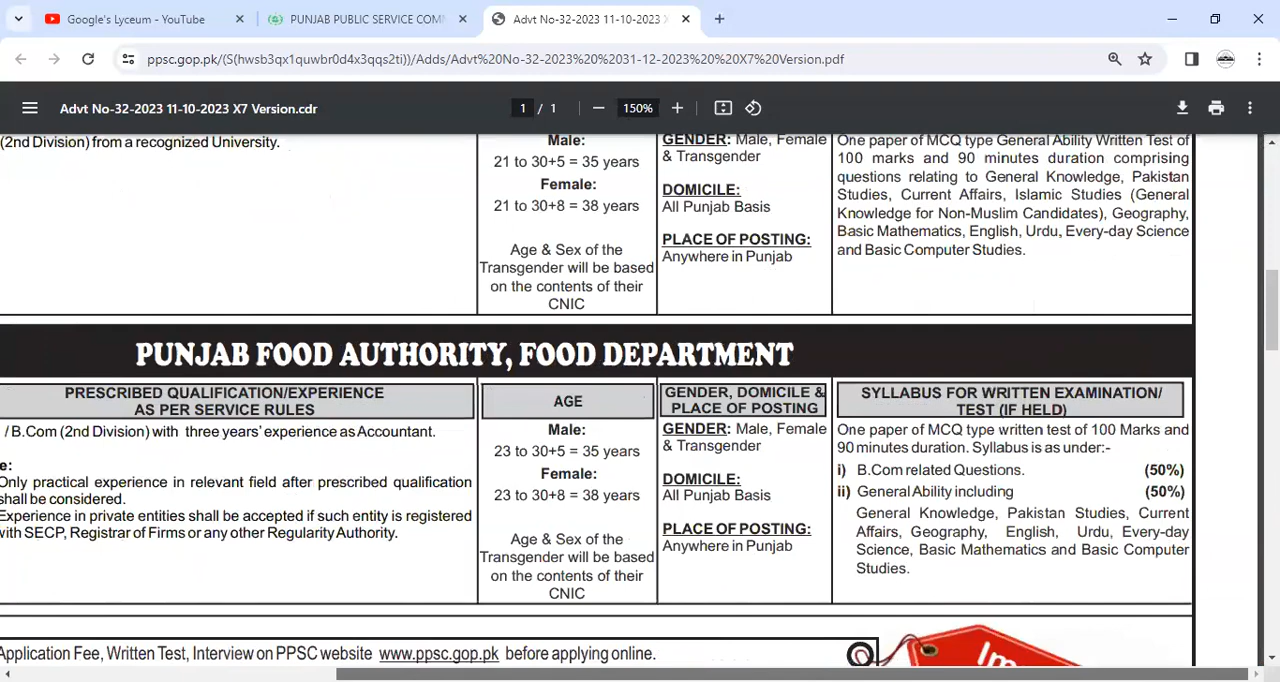 Google's Lyceum - YouTube
PUNJAB PUBLIC SERVICE COM
Advt No-32-2023 11-10-2023 X
ppsc.gop.pk/(S(hwsb3qx1quwbr0d4x3qqs2ti))/Adds/Advt%20No-32-2023%20%2031-12-2023%20%20X7%20Version.pdf
Advt No-32-2023 11-10-2023 X7 Version.cdr
1 / 1
150%
(2nd Division) from a recognized University.
Male:
21 to 30+5 = 35 years
Female:
21 to 30+8 = 38 years
Age & Sex of the
Transgender will be based
on the contents of their
CNIC
GENDER: Male, Female
& Transgender
DOMICILE:
All Punjab Basis
PLACE OF POSTING:
Anywhere in Punjab
One paper of MCQ type General Ability Written Test of
100 marks and 90 minutes duration comprising
questions relating to General Knowledge, Pakistan
Studies, Current Affairs, Islamic Studies (General
Knowledge for Non-Muslim Candidates), Geography,
Basic Mathematics, English, Urdu, Every-day Science
and Basic Computer Studies.
PUNJAB FOOD AUTHORITY, FOOD DEPARTMENT
PRESCRIBED QUALIFICATION/EXPERIENCE
AS PER SERVICE RULES
/ B.Com (2nd Division) with three years' experience as Accountant.
e:
Only practical experience in relevant field after prescribed qualification
shall be considered.
Experience in private entities shall be accepted if such entity is registered
with SECP, Registrar of Firms or any other Regularity Authority.
AGE
Male:
23 to 30+5 = 35 years
Female:
23 to 30+8 = 38 years
Age & Sex of the
Transgender will be based
on the contents of their
CNIC
GENDER, DOMICILE &
PLACE OF POSTING
GENDER: Male, Female
& Transgender
DOMICILE:
All Punjab Basis
PLACE OF POSTING:
Anywhere in Punjab
SYLLABUS FOR WRITTEN EXAMINATION/
TEST (IF HELD)
One paper of MCQ type written test of 100 Marks and
90 minutes duration. Syllabus is as under:-
i) B.Com related Questions. (50%)
ii) General Ability including (50%)
General Knowledge, Pakistan Studies, Current
Affairs, Geography, English, Urdu, Every-day
Science, Basic Mathematics and Basic Computer
Studies.
Application Fee, Written Test, Interview on PPSC website www.ppsc.gop.pk before applying online.